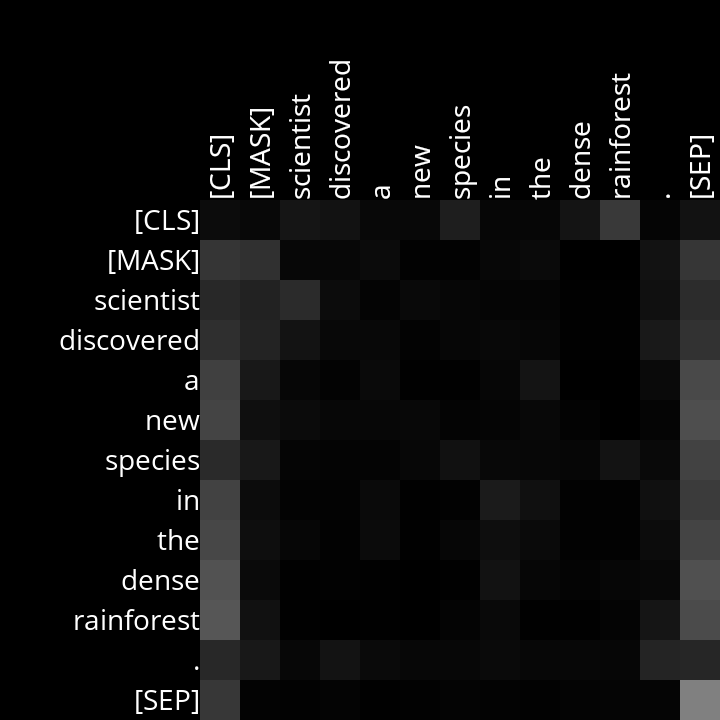 [CLS] [MASK] scientist discovered a new species in the dense rainforest . [SEP]
[CLS]
[MASK]
scientist
discovered
a
new
species
in
the
dense
rainforest
.
[SEP]